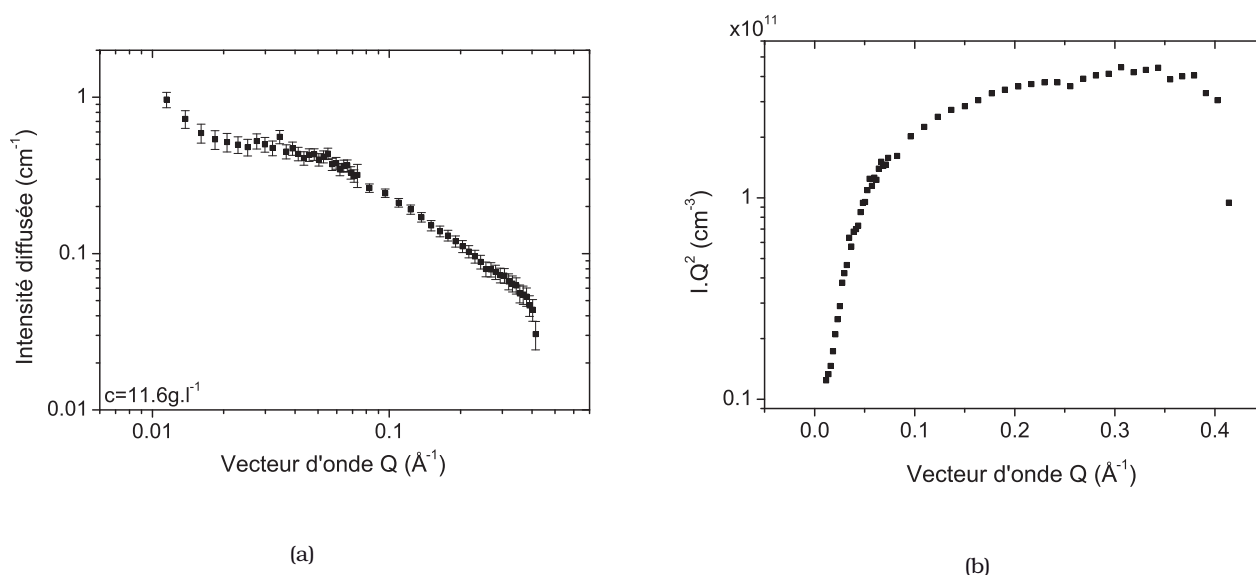 1
0.1
0.01
0.01
0.1
Intensité diffusée (cm⁻¹)
c=11.6g.l⁻¹
Vecteur d'onde Q (Å⁻¹)
(a)
x10¹¹
1
0.1
0.0
0.1
0.2
0.3
0.4
I.Q² (cm⁻³)
Vecteur d'onde Q (Å⁻¹)
(b)